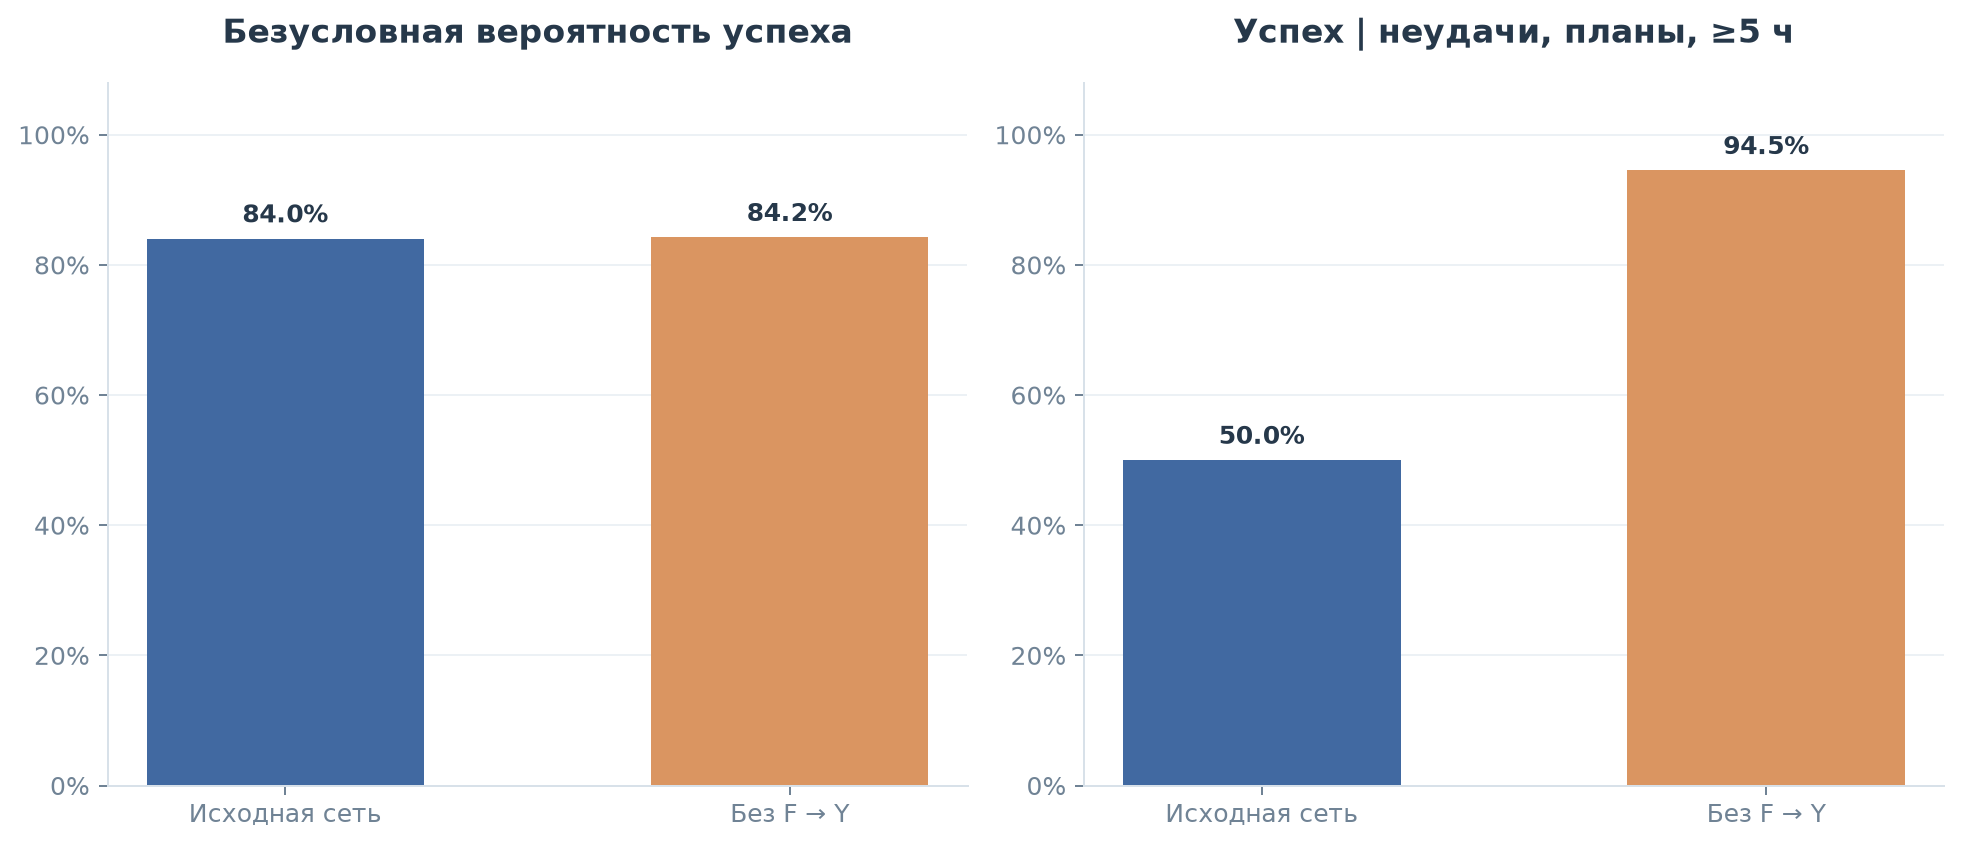 Безусловная вероятность успеха
100%
80%
60%
40%
20%
0%
84.0%
84.2%
Исходная сеть
Без F → Y
Успех | неудачи, планы, ≥5 ч
100%
80%
60%
40%
20%
0%
50.0%
94.5%
Исходная сеть
Без F → Y